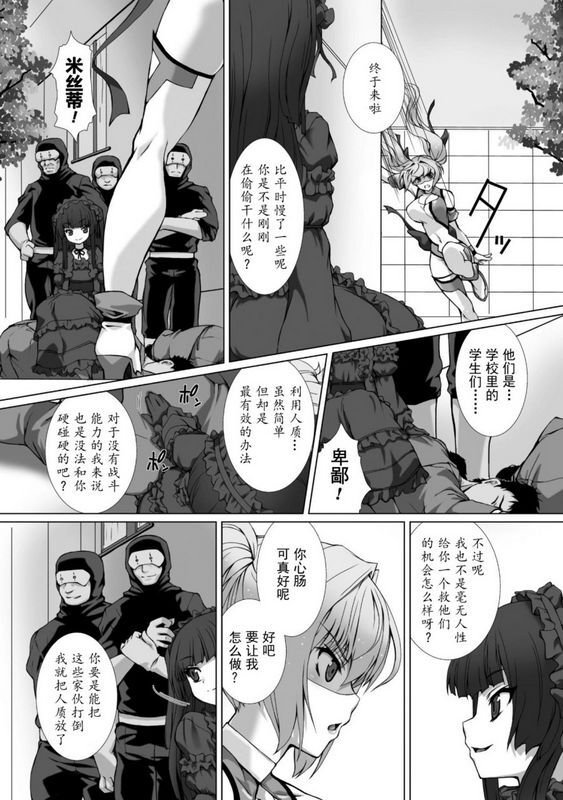 终于来啦
比平时慢了一些呢
你是不是刚刚
在偷偷干什么呢？
ダッ
米丝蒂！
他们是…
学校里的
学生们……
卑鄙！
利用人质…
虽然简单
但却是
最有效的办法
ポン
ポン
对于没有战斗
能力的我来说
也是没法和你
硬碰硬的吧？
不过呢
我也不是毫无人性
给你一个救他们
的机会怎么样呀？
你心肠
可真好呢
好吧
要让我
怎么做？
你要是能把
这些家伙打倒
我就把人质放了